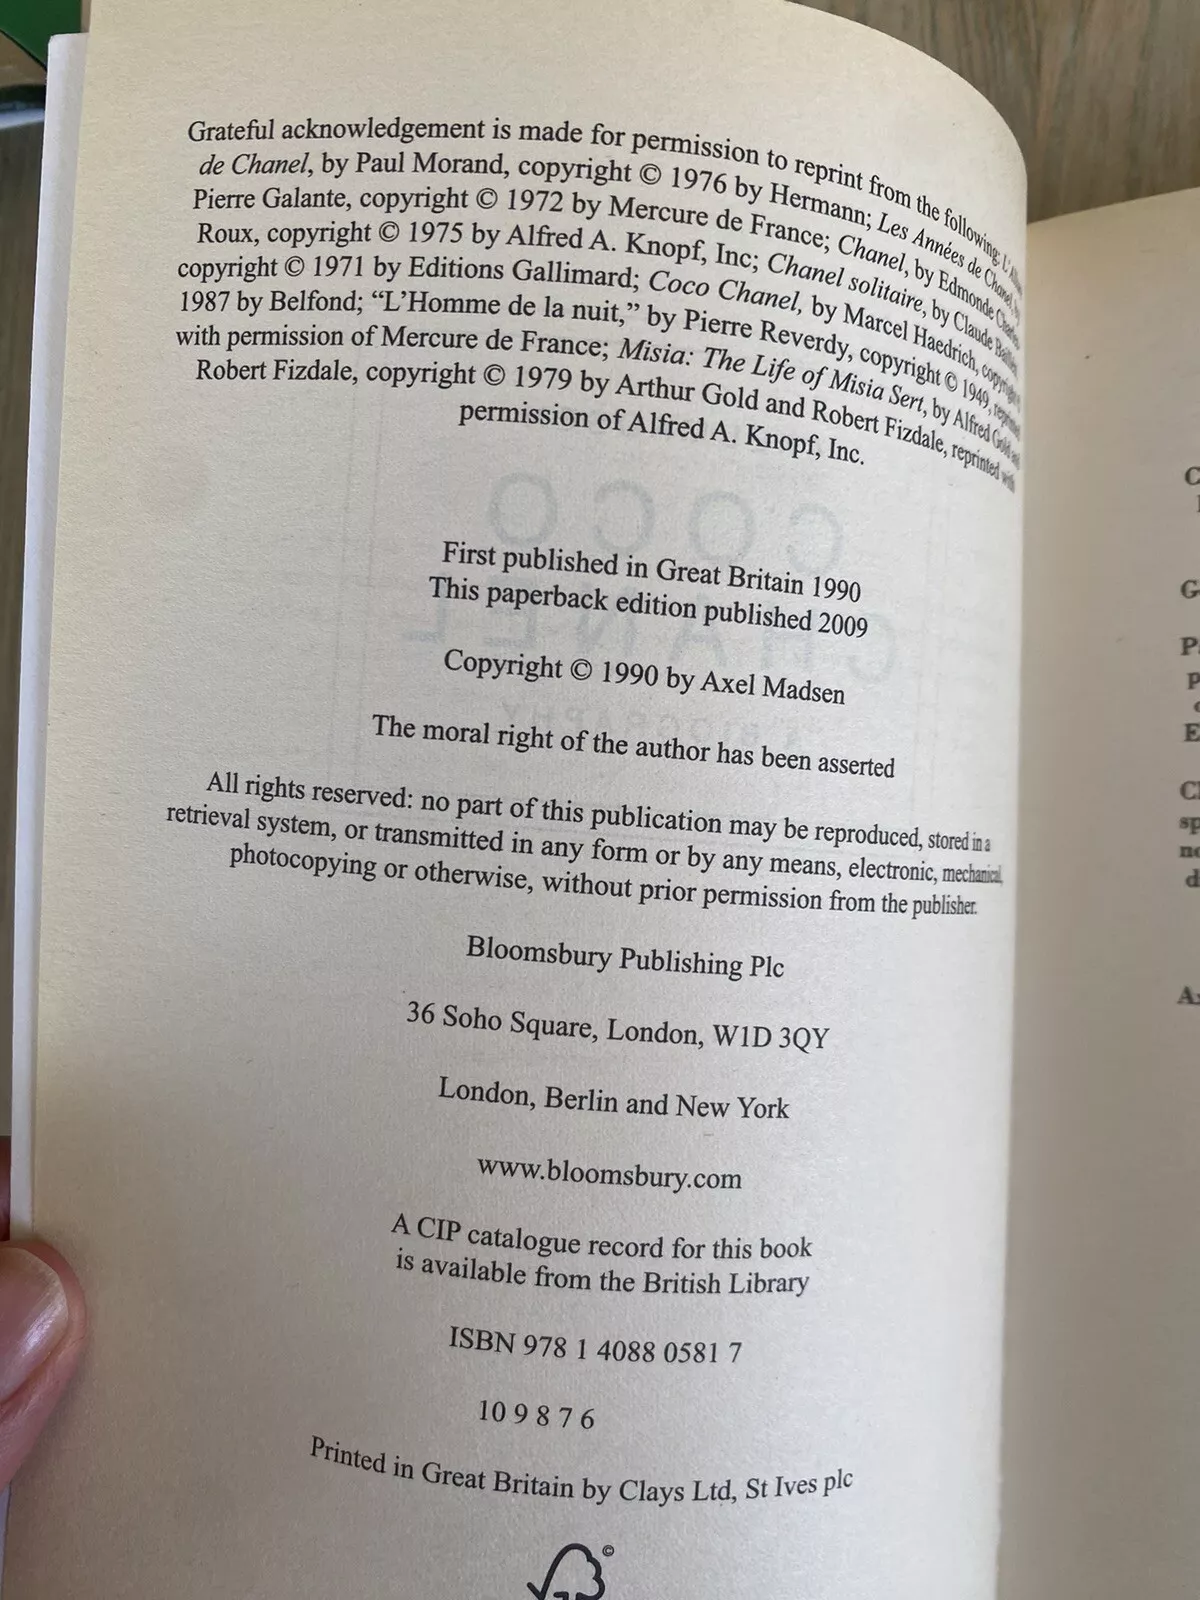 Grateful acknowledgement is made for permission to reprint from the following: L'Allure
de Chanel, by Paul Morand, copyright © 1976 by Hermann; Les Années de Chanel, by
Pierre Galante, copyright © 1972 by Mercure de France; Chanel, by Edmonde Charles-
Roux, copyright © 1975 by Alfred A. Knopf, Inc; Chanel solitaire, by Claude Baillén
copyright © 1971 by Editions Gallimard; Coco Chanel, by Marcel Haedrich, copyright ©
1987 by Belfond; “L’Homme de la nuit,” by Pierre Reverdy, copyright © 1949, reprinted
with permission of Mercure de France; Misia: The Life of Misia Sert, by Alfred Gold and
Robert Fizdale, copyright © 1979 by Arthur Gold and Robert Fizdale, reprinted with
permission of Alfred A. Knopf, Inc.
First published in Great Britain 1990
This paperback edition published 2009
Copyright © 1990 by Axel Madsen
The moral right of the author has been asserted
All rights reserved: no part of this publication may be reproduced, stored in a
retrieval system, or transmitted in any form or by any means, electronic, mechanical,
photocopying or otherwise, without prior permission from the publisher.
Bloomsbury Publishing Plc
36 Soho Square, London, W1D 3QY
London, Berlin and New York
www.bloomsbury.com
A CIP catalogue record for this book
is available from the British Library
ISBN 978 1 4088 0581 7
10 9 8 7 6
Printed in Great Britain by Clays Ltd, St Ives plc